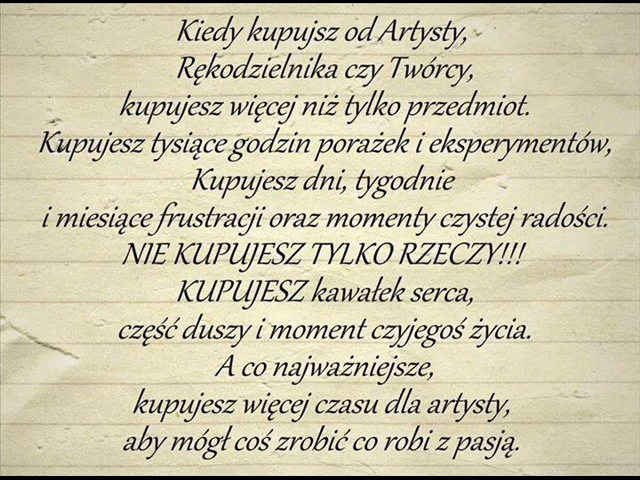 Kiedy kupujsz od Artysty,
Rękodzielnika czy Twórcy,
kupujesz więcej niż tylko przedmiot.
Kupujesz tysiące godzin porażek i eksperymentów,
Kupujesz dni, tygodnie
i miesiące frustracji oraz momenty czystej radości.
NIE KUPUJESZ TYLKO RZECZY!!!
KUPUJESZ kawałek serca,
część duszy i moment czyjegoś życia.
A co najważniejsze,
kupujesz więcej czasu dla artysty,
aby mógł coś zrobić co robi z pasją.